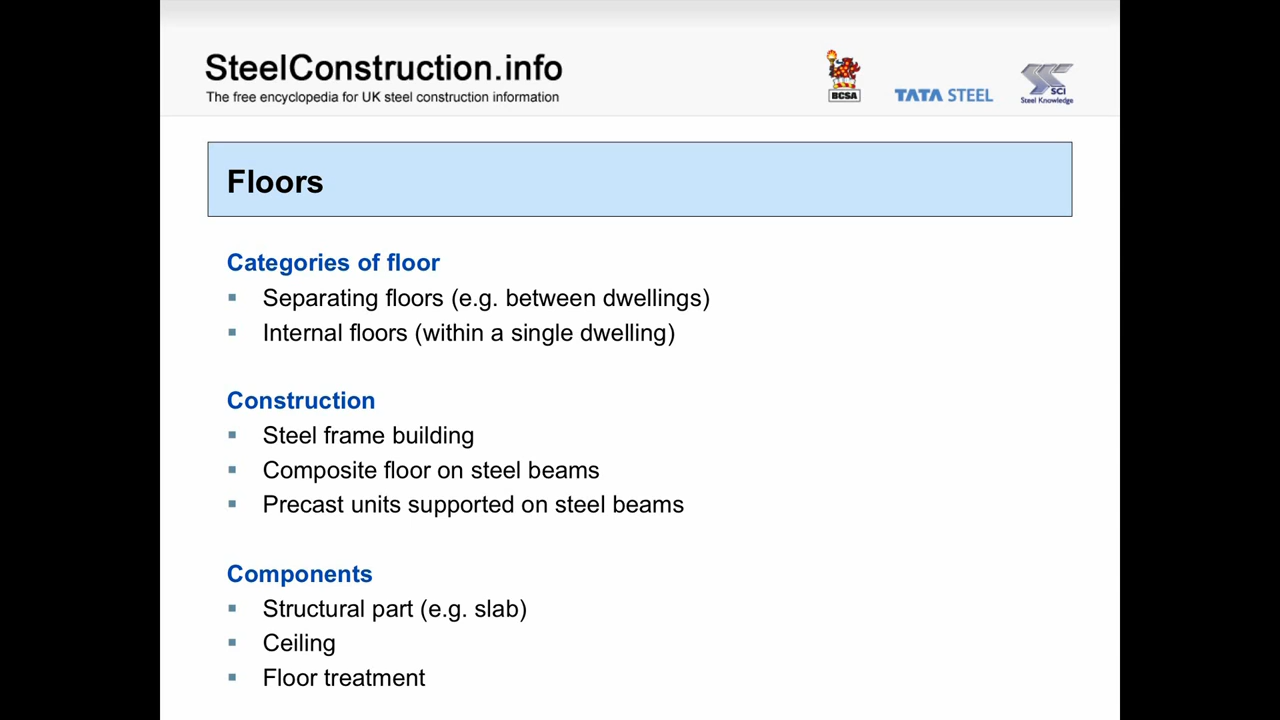 SteelConstruction.info
The free encyclopedia for UK steel construction information
BCSA
TATA STEEL
SCI
Steel Knowledge
Floors
Categories of floor
▪ Separating floors (e.g. between dwellings)
▪ Internal floors (within a single dwelling)
Construction
▪ Steel frame building
▪ Composite floor on steel beams
▪ Precast units supported on steel beams
Components
▪ Structural part (e.g. slab)
▪ Ceiling
▪ Floor treatment